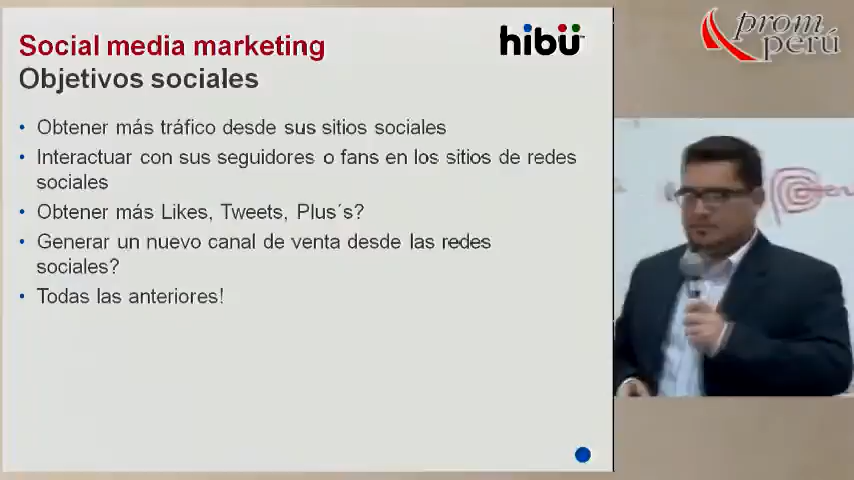 Social media marketing
Objetivos sociales
hibü
prom
perú
• Obtener más tráfico desde sus sitios sociales
• Interactuar con sus seguidores o fans en los sitios de redes
sociales
• Obtener más Likes, Tweets, Plus´s?
• Generar un nuevo canal de venta desde las redes
sociales?
• Todas las anteriores!